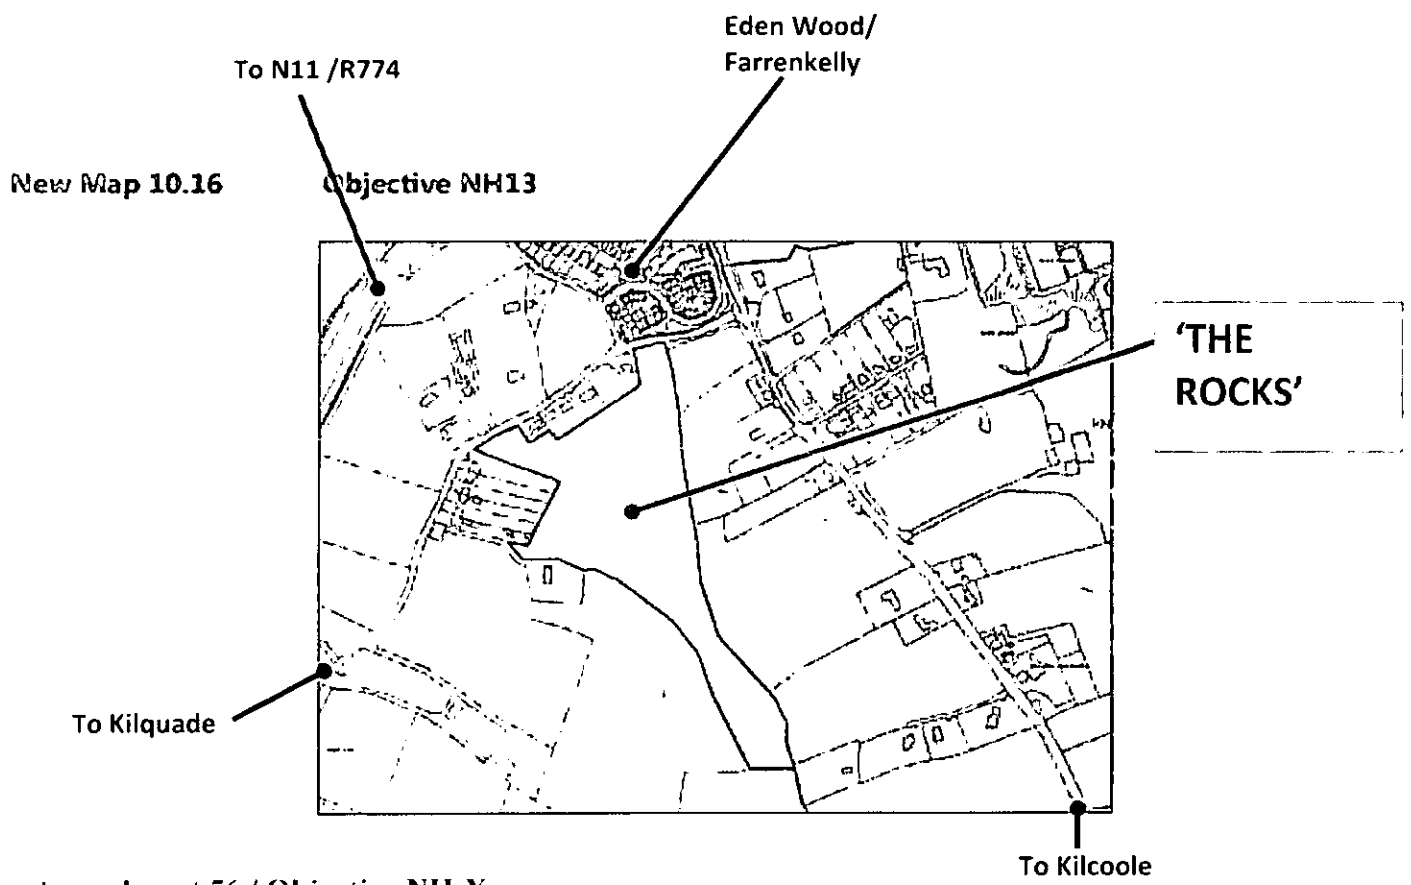 Eden Wood/
Farrenkelly
To N11 /R774
New Map 10.16 Objective NH13
'THE
ROCKS'
To Kilquade
To Kilcoole